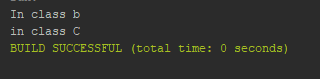 In class b
in class C
BUILD SUCCESSFUL (total time: 0 seconds)